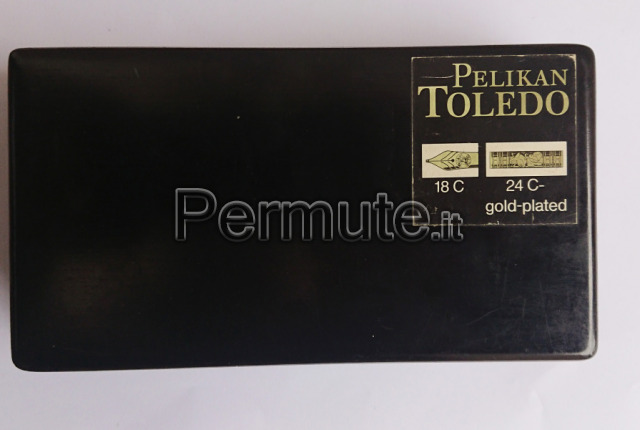 PELIKAN
TOLEDO
18 C
24 C-
gold-plated
Permute.it